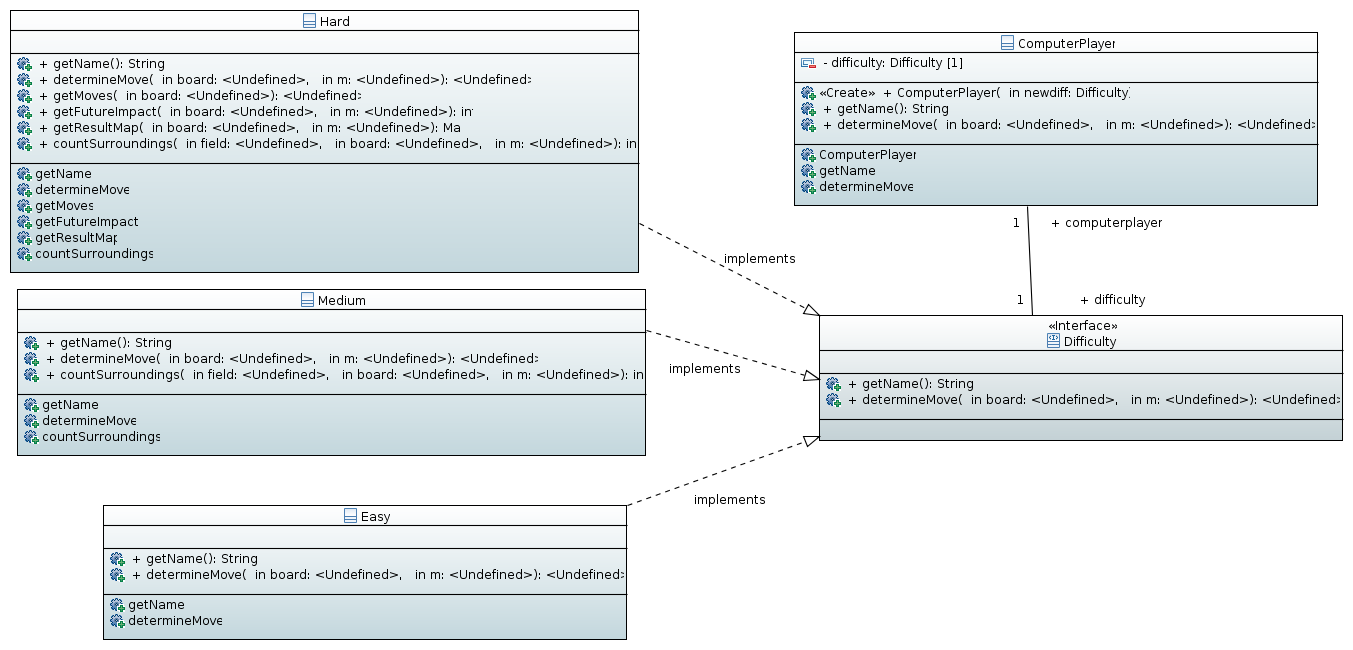 Hard
+ getName(): String
+ determineMove( in board: <Undefined>, in m: <Undefined>): <Undefined>
+ getMoves( in board: <Undefined>): <Undefined>
+ getFutureImpact( in board: <Undefined>, in m: <Undefined>): in
+ getResultMap( in board: <Undefined>, in m: <Undefined>): Ma
+ countSurroundings( in field: <Undefined>, in board: <Undefined>, in m: <Undefined>): in
getName
determineMove
getMoves
getFutureImpact
getResultMap
countSurroundings
ComputerPlayer
- difficulty: Difficulty [1]
«Create» + ComputerPlayer( in newdiff: Difficulty
+ getName(): String
+ determineMove( in board: <Undefined>, in m: <Undefined>): <Undefined>
ComputerPlayer
getName
determineMove
1 + computerplayer
implements
1 + difficulty
Medium
+ getName(): String
+ determineMove( in board: <Undefined>, in m: <Undefined>): <Undefined>
+ countSurroundings( in field: <Undefined>, in board: <Undefined>, in m: <Undefined>): in
getName
determineMove
countSurroundings
implements
«Interface»
Difficulty
+ getName(): String
+ determineMove( in board: <Undefined>, in m: <Undefined>): <Undefined>
implements
Easy
+ getName(): String
+ determineMove( in board: <Undefined>, in m: <Undefined>): <Undefined>
getName
determineMove